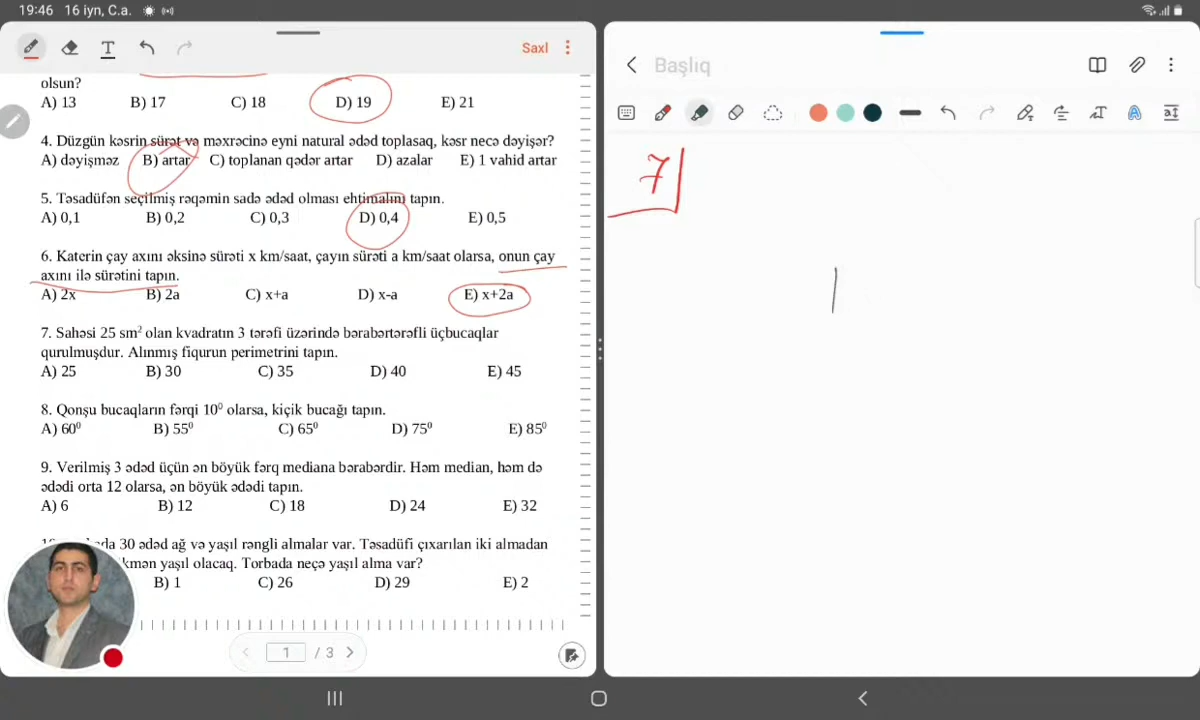 19:46 16 iyn, C.a.
Saxl
olsun?
A) 13 B) 17 C) 18 D) 19 E) 21
4. Düzgün kəsrin sürət və məxrəcinə eyni natural ədəd toplasaq, kəsr necə dəyişər?
A) dəyişməz B) artar C) toplanan qədər artar D) azalar E) 1 vahid artar
5. Təsadüfən seçilmiş rəqəmin sadə ədəd olması ehtimalını tapın.
A) 0,1 B) 0,2 C) 0,3 D) 0,4 E) 0,5
6. Katerin çay axını əksinə sürəti x km/saat, çayın sürəti a km/saat olarsa, onun çay
axını ilə sürətini tapın.
A) 2x B) 2a C) x+a D) x-a E) x+2a
7. Sahəsi 25 sm² olan kvadratın 3 tərəfi üzərində bərabərtərəfli üçbucaqlar
qurulmuşdur. Alınmış fiqurun perimetrini tapın.
A) 25 B) 30 C) 35 D) 40 E) 45
8. Qonşu bucaqların fərqi 10⁰ olarsa, kiçik bucağı tapın.
A) 60⁰ B) 55⁰ C) 65⁰ D) 75⁰ E) 85⁰
9. Verilmiş 3 ədəd üçün ən böyük fərq mediana bərabərdir. Həm median, həm də
ədədi orta 12 olarsa, ən böyük ədədi tapın.
A) 6 B) 12 C) 18 D) 24 E) 32
30 ədəd ağ və yaşıl rəngli almalar var. Təsadüfi çıxarılan iki almadan
yaşıl olacaq. Torbada neçə yaşıl alma var?
B) 1 C) 26 D) 29 E) 2
1 / 3
Başlıq
7